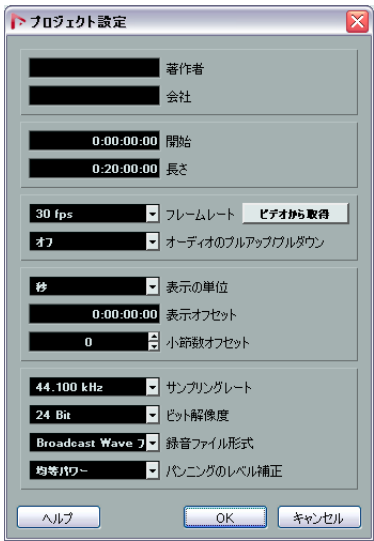 プロジェクト設定
著作者
会社
0:00:00:00 開始
0:20:00:00 長さ
30 fps フレームレート ビデオから取得
オフ オーディオのプルアップ/プルダウン
秒 表示の単位
0:00:00:00 表示オフセット
0 小節数オフセット
44.100 kHz サンプリングレート
24 Bit ビット解像度
Broadcast Wave フ 録音ファイル形式
均等パワー パンニングのレベル補正
ヘルプ OK キャンセル